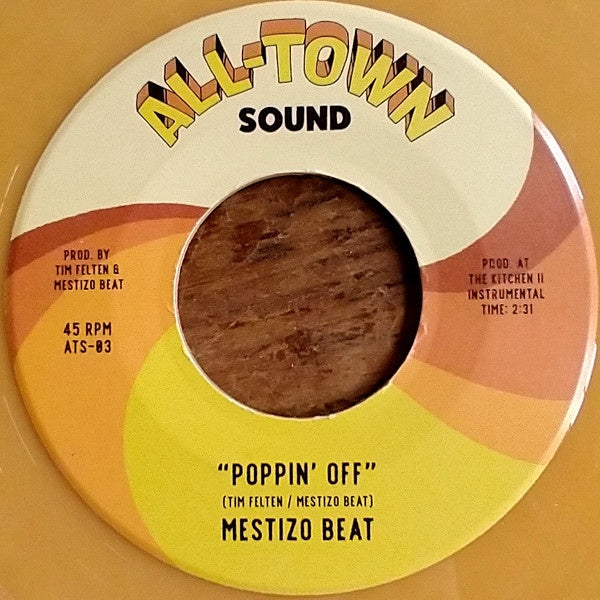 ALL-TOWN
SOUND
PROD. BY
TIM FELTEN &
MESTIZO BEAT
45 RPM
ATS-03
PROD. AT
THE KITCHEN II
INSTRUMENTAL
TIME: 2:31
"POPPIN' OFF"
(TIM FELTEN / MESTIZO BEAT)
MESTIZO BEAT